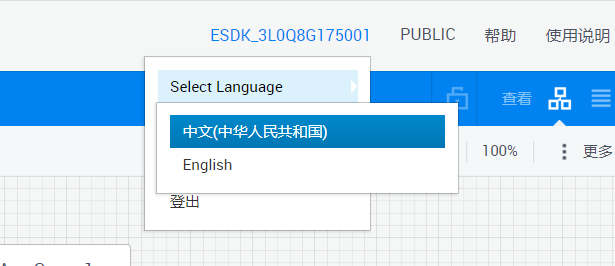 ESDK_3L0Q8G175001 PUBLIC 帮助 使用说明
Select Language
查看
中文(中华人民共和国)
English
100% 更多
登出